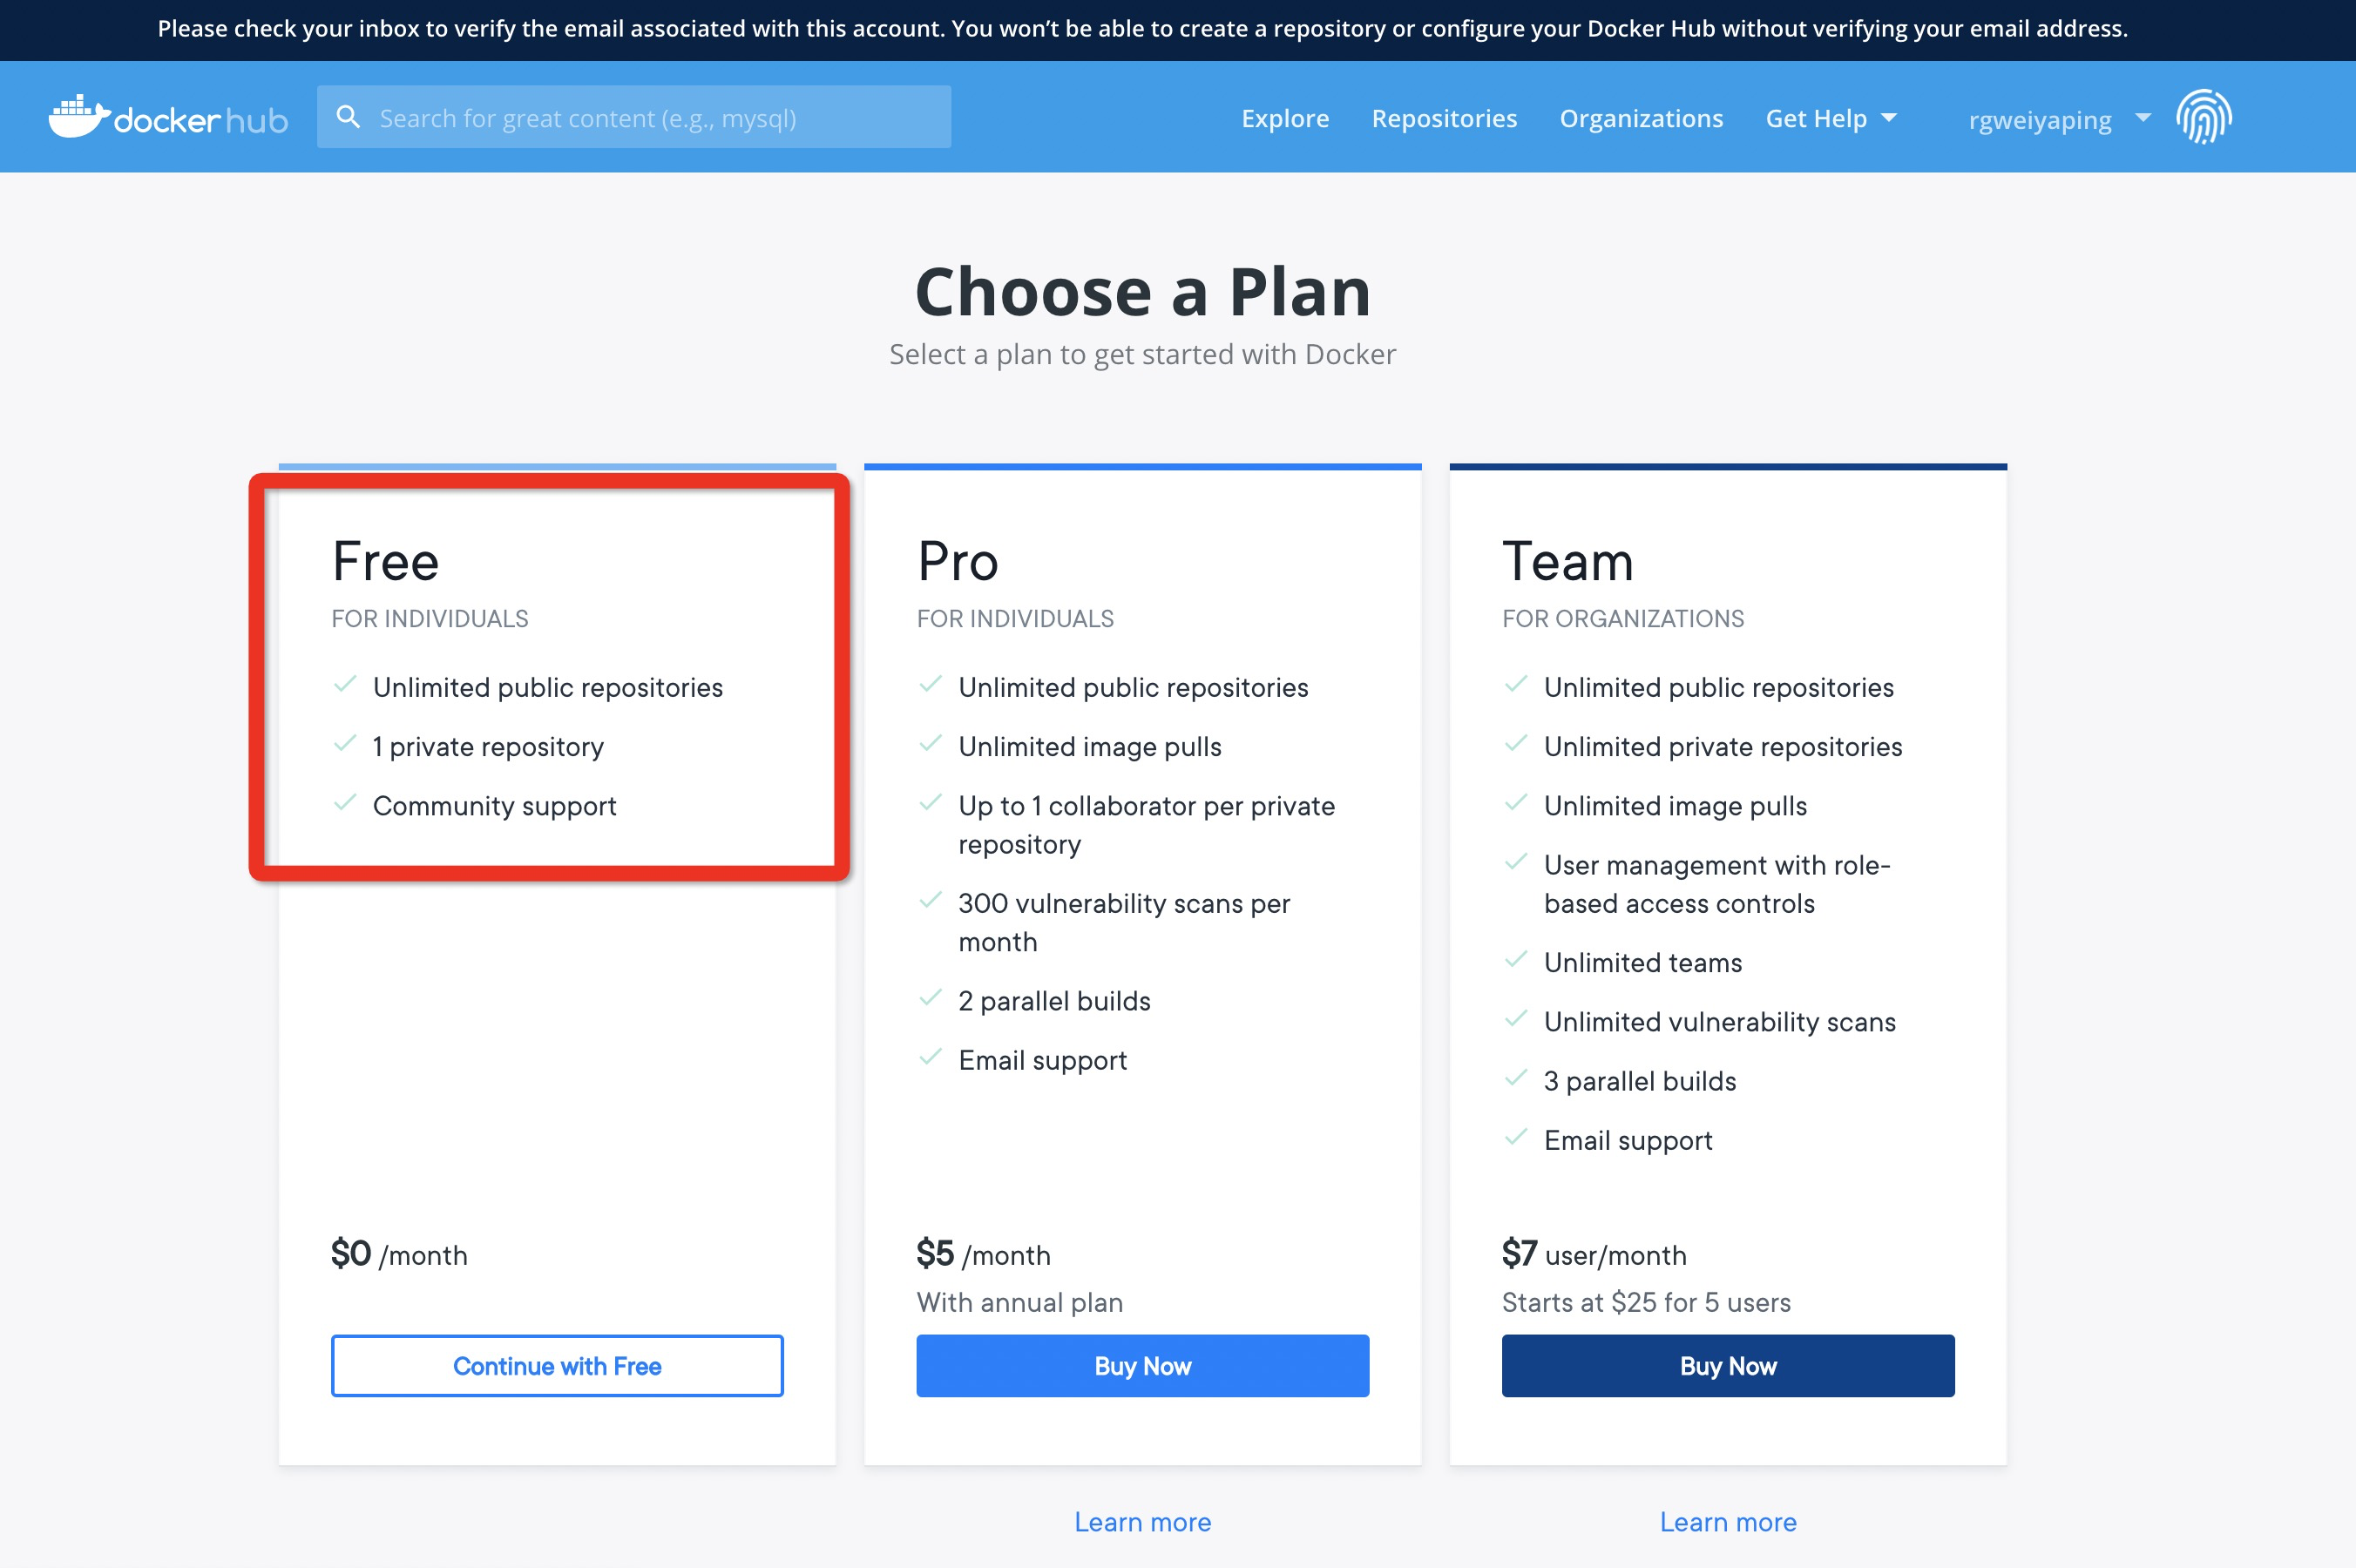 Please check your inbox to verify the email associated with this account. You won't be able to create a repository or configure your Docker Hub without verifying your email address.
docker hub
Search for great content (e.g., mysql)
Explore
Repositories
Organizations
Get Help
rgweiyaping
Choose a Plan
Select a plan to get started with Docker
Free
FOR INDIVIDUALS
Unlimited public repositories
1 private repository
Community support
$0 /month
Continue with Free
Pro
FOR INDIVIDUALS
Unlimited public repositories
Unlimited image pulls
Up to 1 collaborator per private
repository
300 vulnerability scans per
month
2 parallel builds
Email support
$5 /month
With annual plan
Buy Now
Learn more
Team
FOR ORGANIZATIONS
Unlimited public repositories
Unlimited private repositories
Unlimited image pulls
User management with role-
based access controls
Unlimited teams
Unlimited vulnerability scans
3 parallel builds
Email support
$7 user/month
Starts at $25 for 5 users
Buy Now
Learn more